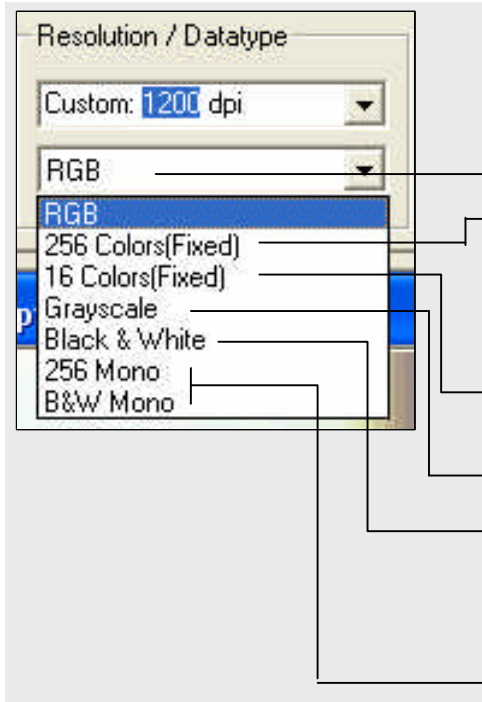 Resolution / Datatype
Custom: 1200 dpi
RGB
RGB
256 Colors(Fixed)
16 Colors(Fixed)
Grayscale
Black & White
256 Mono
B&W Mono